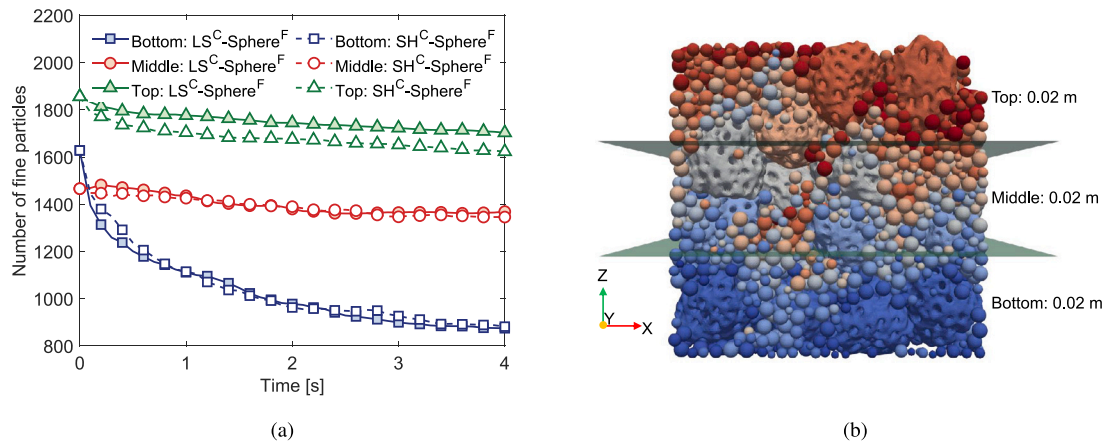 2200
2000
1800
1600
1400
1200
1000
800
Number of fine particles
Bottom: LS^C-Sphere^F
Bottom: SH^C-Sphere^F
Middle: LS^C-Sphere^F
Middle: SH^C-Sphere^F
Top: LS^C-Sphere^F
Top: SH^C-Sphere^F
0 1 2 3 4
Time [s]
(a)
Top: 0.02 m
Middle: 0.02 m
Bottom: 0.02 m
Z
Y
X
(b)